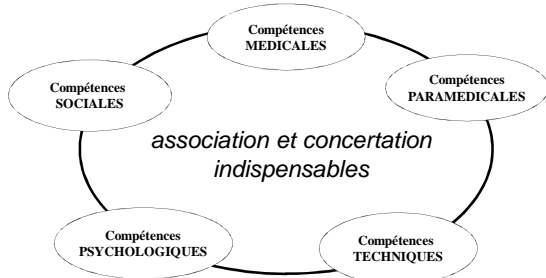 Compétences
MEDICALES
Compétences
SOCIALES
Compétences
PARAMEDICALES
association et concertation
indispensables
Compétences
PSYCHOLOGIQUES
Compétences
TECHNIQUES